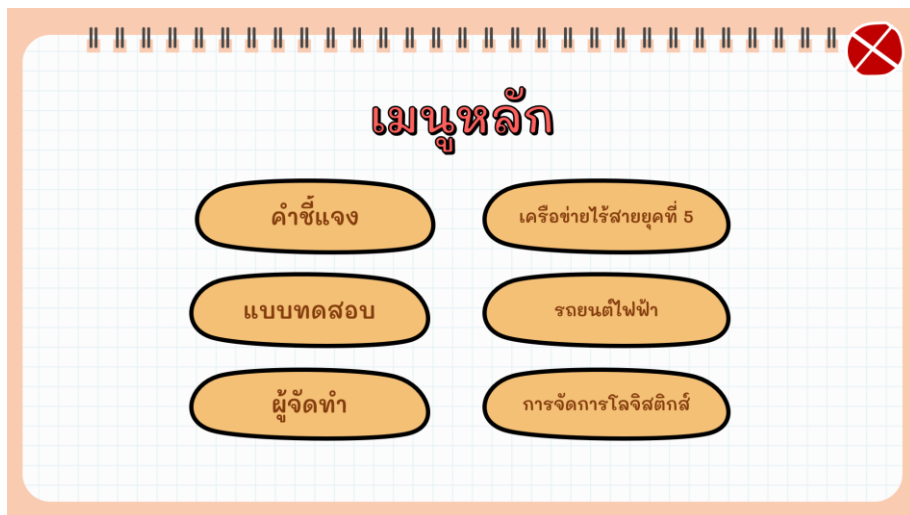 เมนูหลัก
คำชี้แจง
เครือข่ายไร้สายยุคที่ 5
แบบทดสอบ
รถยนต์ไฟฟ้า
ผู้จัดทำ
การจัดการโลจิสติกส์